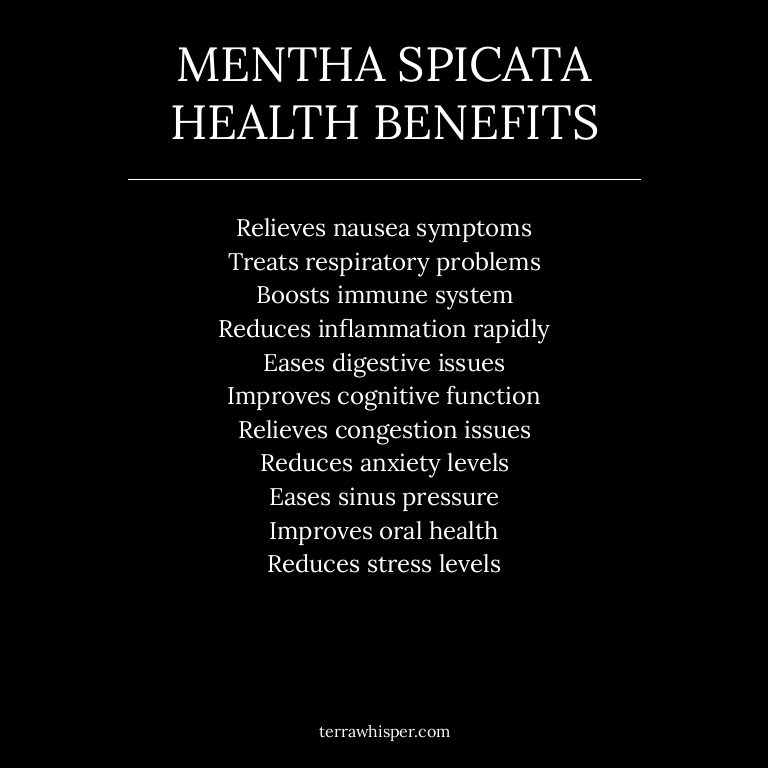 MENTHA SPICATA
HEALTH BENEFITS
Relieves nausea symptoms
Treats respiratory problems
Boosts immune system
Reduces inflammation rapidly
Eases digestive issues
Improves cognitive function
Relieves congestion issues
Reduces anxiety levels
Eases sinus pressure
Improves oral health
Reduces stress levels
terrawhisper.com